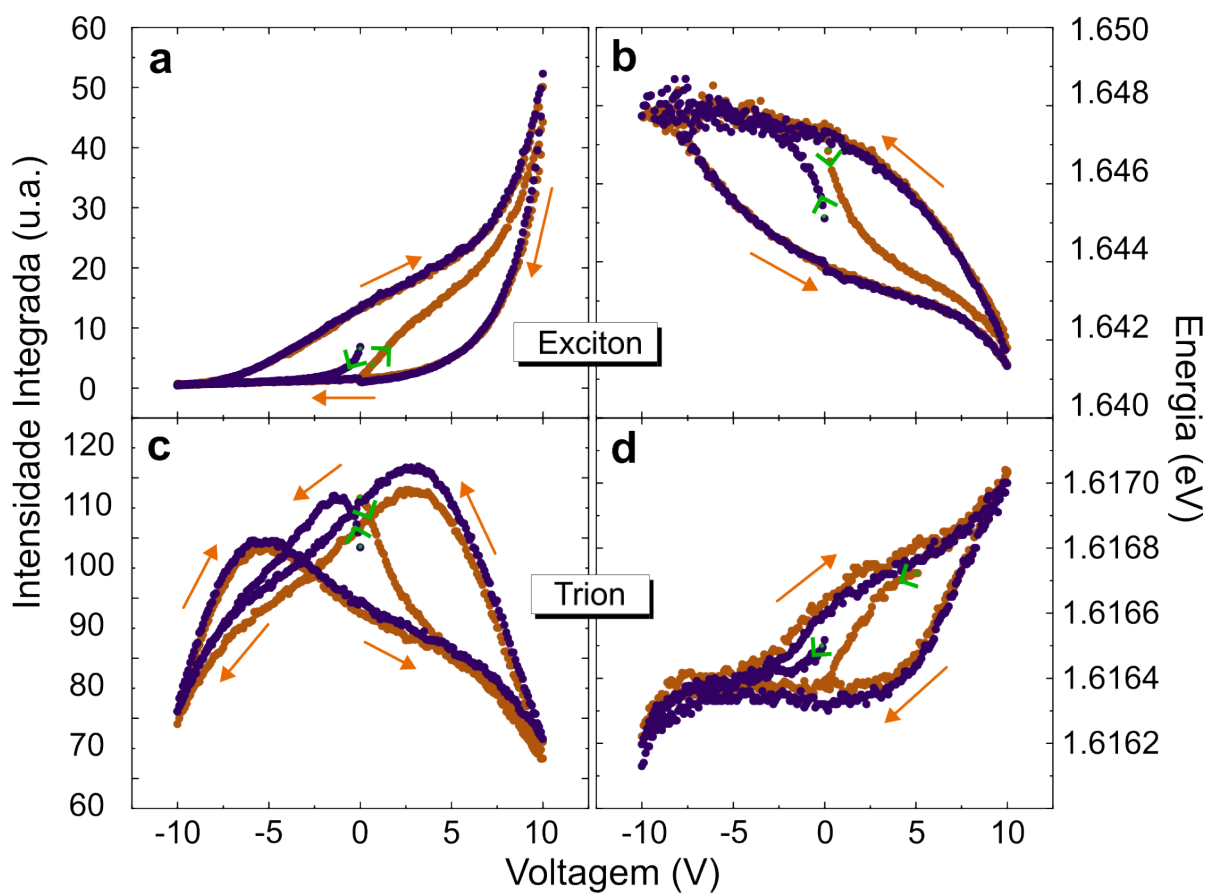 a
b
c
d
Intensidade Integrada (u.a.)
60
50
40
30
20
10
0
120
110
100
90
80
70
60
1.650
1.648
1.646
1.644
1.642
1.640
1.6170
1.6168
1.6166
1.6164
1.6162
Energia (eV)
Exciton
Trion
-10 -5 0 5 10
-10 -5 0 5 10
Voltagem (V)